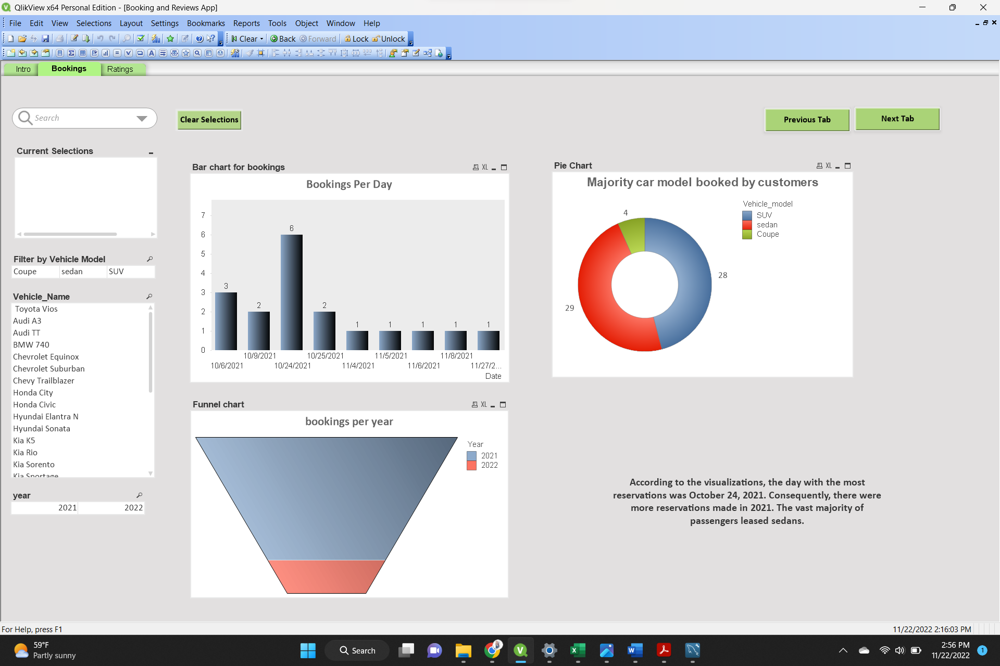 QlikView x64 Personal Edition - [Booking and Reviews App]
File Edit View Selections Layout Settings Bookmarks Reports Tools Object Window Help
Clear Back Forward Lock Unlock
Intro Bookings Ratings
Search
Clear Selections
Previous Tab
Next Tab
Current Selections
Filter by Vehicle Model
Coupe sedan SUV
Vehicle_Name
Toyota Vios
Audi A3
Audi TT
BMW 740
Chevrolet Equinox
Chevrolet Suburban
Chevy Trailblazer
Honda City
Honda Civic
Hyundai Elantra N
Hyundai Sonata
Kia K5
Kia Rio
Kia Sorento
Kia Sportage
year
2021 2022
Bar chart for bookings XL
Bookings Per Day
7
6
5
4
3
2
1
0
3 2 6 2 1 1 1 1 1
10/9/2021 10/25/2021 11/5/2021 11/8/2021
10/6/2021 10/24/2021 11/4/2021 11/6/2021 11/27/2...
Date
Pie Chart XL
Majority car model booked by customers
Vehicle_model
SUV
sedan
Coupe
4
28
29
Funnel chart XL
bookings per year
Year
2021
2022
According to the visualizations, the day with the most
reservations was October 24, 2021. Consequently, there were
more reservations made in 2021. The vast majority of
passengers leased sedans.
For Help, press F1
11/22/2022 2:16:03 PM
59°F
Partly sunny
Search
2:56 PM
11/22/2022
1